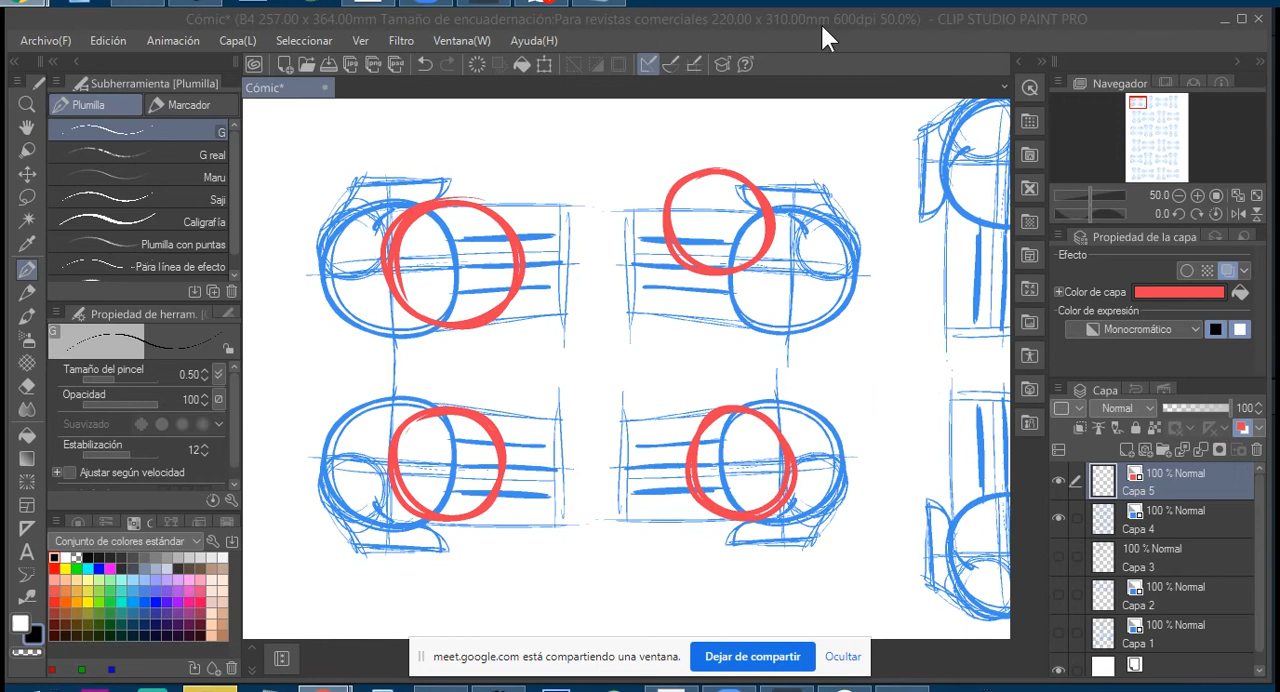 Cómic* (B4 257.00 x 364.00mm Tamaño de encuadernación:Para revistas comerciales 220.00 x 310.00mm 600dpi 50.0%) - CLIP STUDIO PAINT PRO
Archivo(F) Edición Animación Capa(L) Seleccionar Ver Filtro Ventana(W) Ayuda(H)
Subherramienta [Plumilla]
Cómic*
Navegador
Plumilla Marcador
G
G real
Maru
Saji
Caligrafía
Plumilla con puntas
Para línea de efecto
50.0
0.0
Propiedad de la capa
Efecto
Color de capa
Color de expresión
Monocromático
Propiedad de herram.
G
Tamaño del pincel 0.50
Opacidad 100
Suavizado
Estabilización 12
Ajustar según velocidad
Capa
Normal 100
100 % Normal
Capa 5
100 % Normal
Capa 4
100 % Normal
Capa 3
100 % Normal
Capa 2
100 % Normal
Capa 1
Conjunto de colores estándar
A
meet.google.com está compartiendo una ventana. Dejar de compartir Ocultar